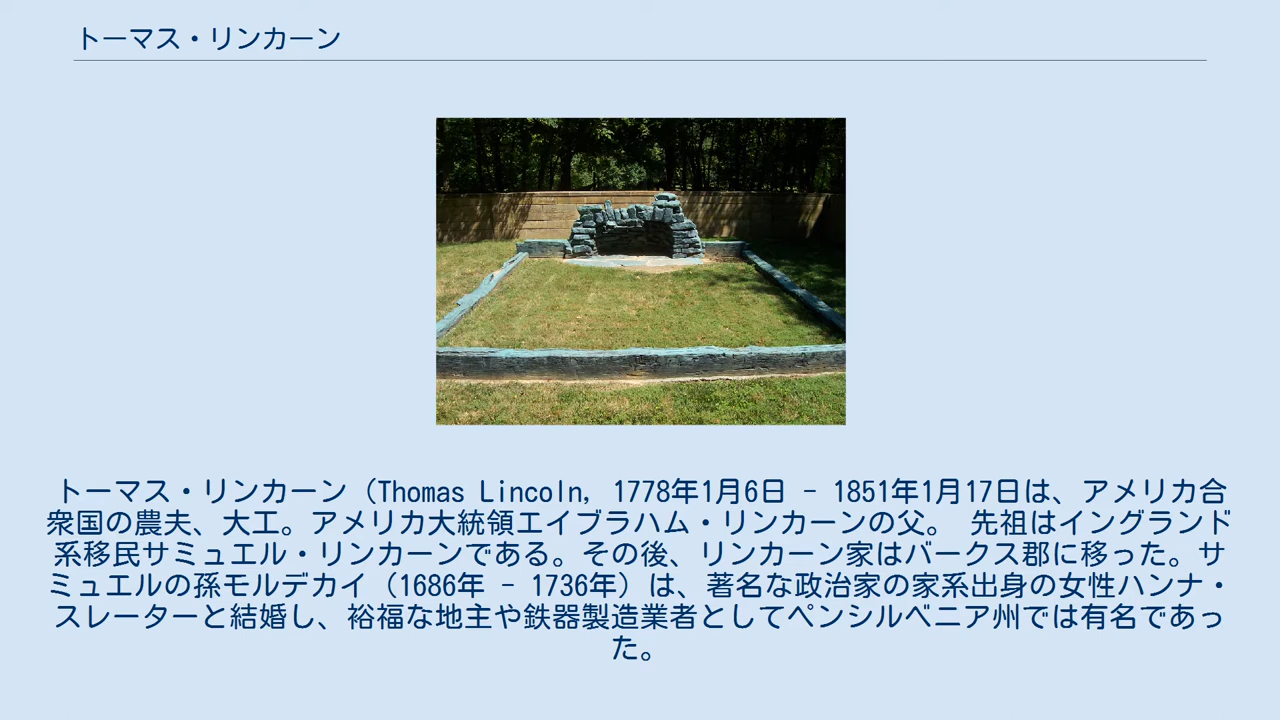 トーマス・リンカーン
トーマス・リンカーン（Thomas Lincoln, 1778年1月6日 - 1851年1月17日は、アメリカ合
衆国の農夫、大工。アメリカ大統領エイブラハム・リンカーンの父。 先祖はイングランド
系移民サミュエル・リンカーンである。その後、リンカーン家はバークス郡に移った。サ
ミュエルの孫モルデカイ（1686年 - 1736年）は、著名な政治家の家系出身の女性ハンナ・
スレーターと結婚し、裕福な地主や鉄器製造業者としてペンシルベニア州では有名であっ
た。